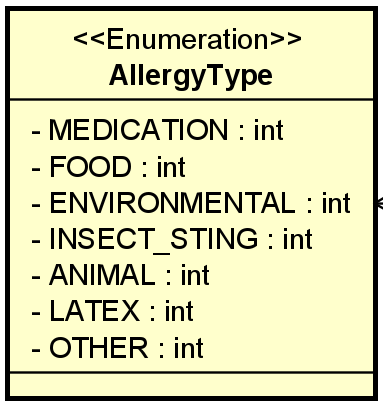 <<Enumeration>>
AllergyType
- MEDICATION : int
- FOOD : int
- ENVIRONMENTAL : int
- INSECT_STING : int
- ANIMAL : int
- LATEX : int
- OTHER : int